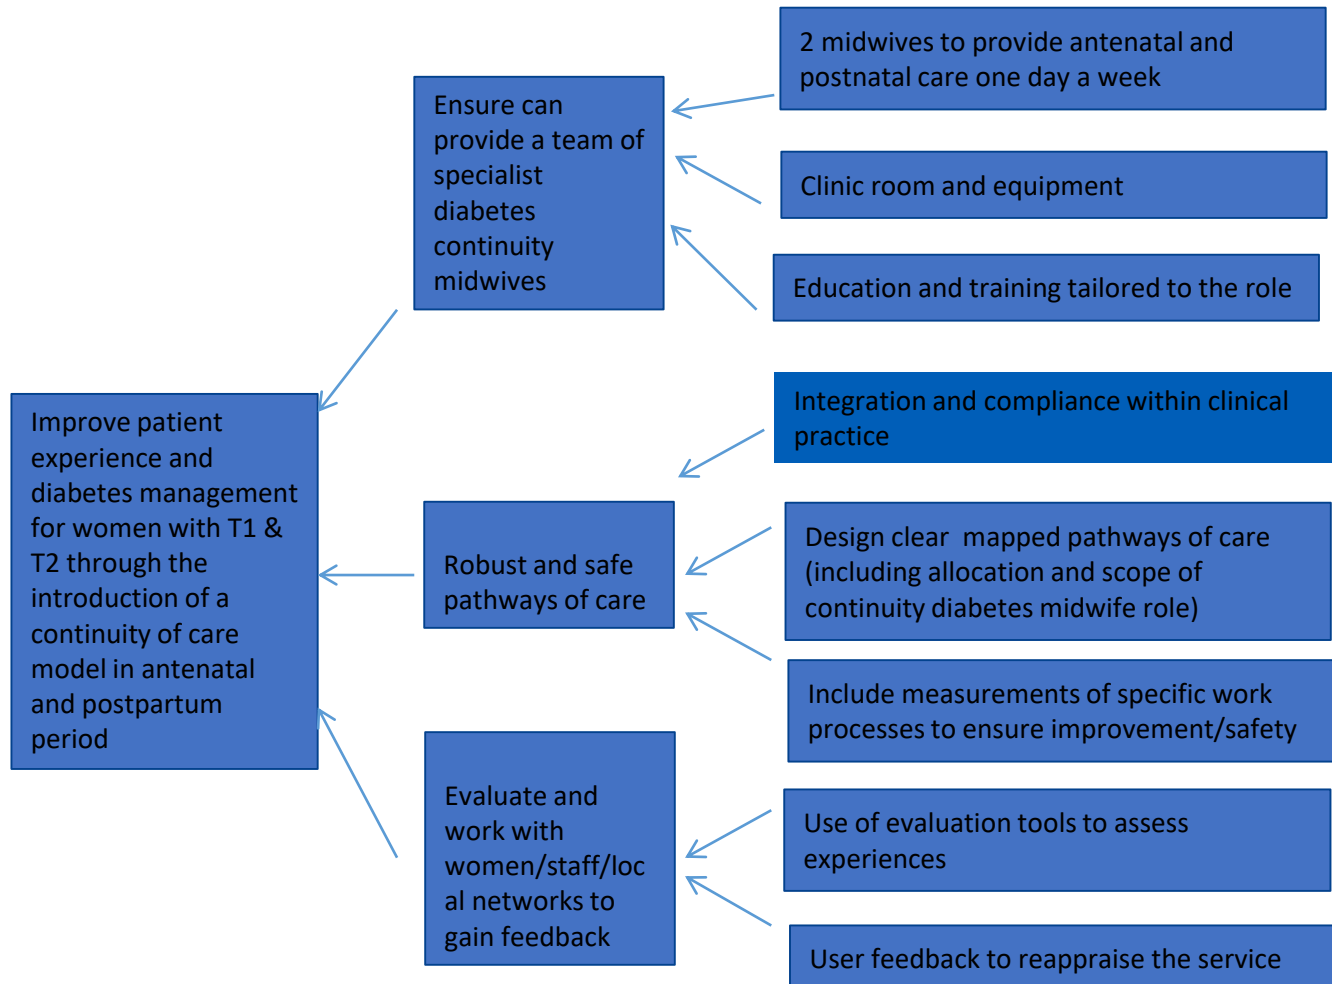 2 midwives to provide antenatal and
postnatal care one day a week
Ensure can
provide a team of
specialist
diabetes
continuity
midwives
Clinic room and equipment
Education and training tailored to the role
Integration and compliance within clinical
practice
Improve patient
experience and
diabetes management
for women with T1 &
T2 through the
introduction of a
continuity of care
model in antenatal
and postpartum
period
Robust and safe
pathways of care
Design clear  mapped pathways of care
(including allocation and scope of
continuity diabetes midwife role)
Include measurements of specific work
processes to ensure improvement/safety
Evaluate and
work with
women/staff/loc
al networks to
gain feedback
Use of evaluation tools to assess
experiences
User feedback to reappraise the service